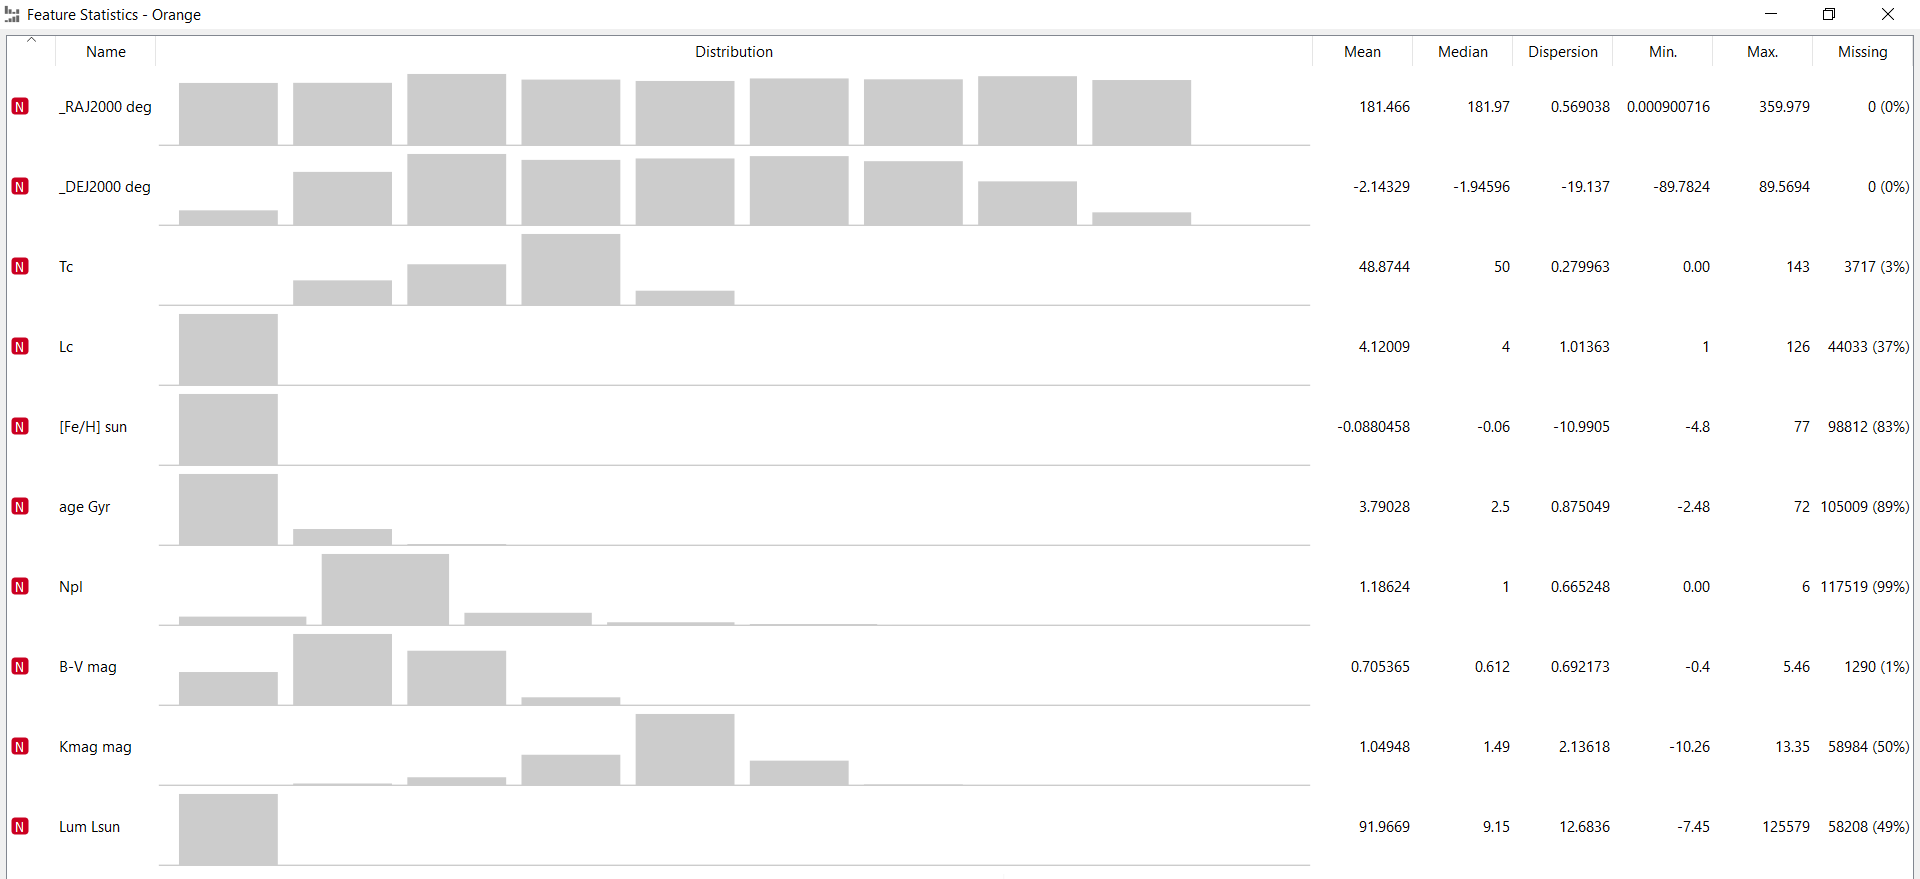 Feature Statistics - Orange
Name Distribution Mean Median Dispersion Min. Max. Missing
N _RAJ2000 deg 181.466 181.97 0.569038 0.000900716 359.979 0 (0%)
N _DEJ2000 deg -2.14329 -1.94596 -19.137 -89.7824 89.5694 0 (0%)
N Tc 48.8744 50 0.279963 0.00 143 3717 (3%)
N Lc 4.12009 4 1.01363 1 126 44033 (37%)
N [Fe/H] sun -0.0880458 -0.06 -10.9905 -4.8 77 98812 (83%)
N age Gyr 3.79028 2.5 0.875049 -2.48 72 105009 (89%)
N Npl 1.18624 1 0.665248 0.00 6 117519 (99%)
N B-V mag 0.705365 0.612 0.692173 -0.4 5.46 1290 (1%)
N Kmag mag 1.04948 1.49 2.13618 -10.26 13.35 58984 (50%)
N Lum Lsun 91.9669 9.15 12.6836 -7.45 125579 58208 (49%)